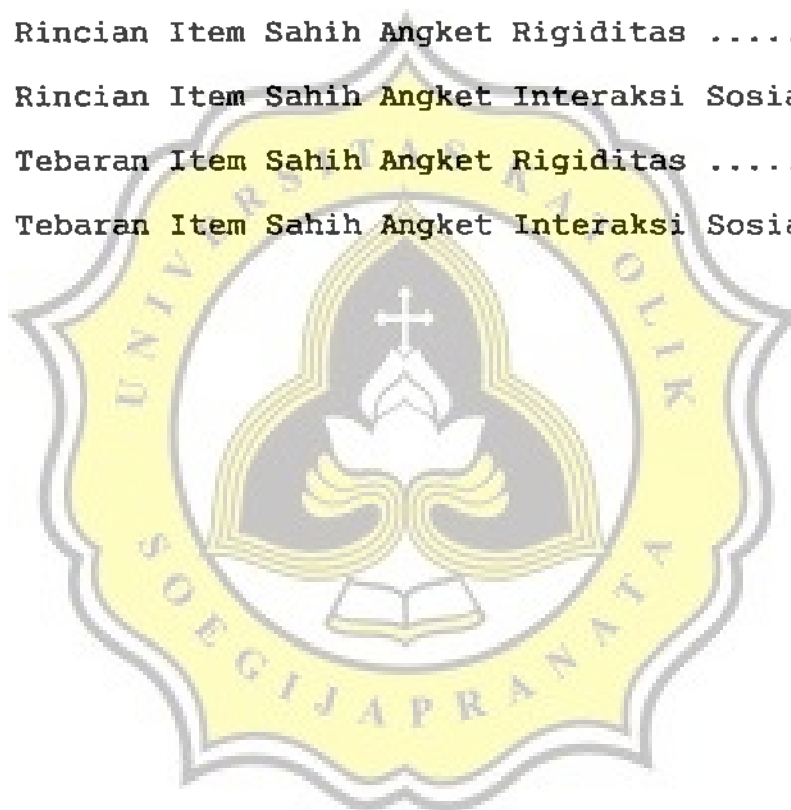 Rincian Item Sahih Angket Rigiditas .....
Rincian Item Sahih Angket Interaksi Sosia
Tebaran Item Sahih Angket Rigiditas .....
Tebaran Item Sahih Angket Interaksi Sosia
UNIVERSITAS KATOLIK
SOEGIJAPRANATA